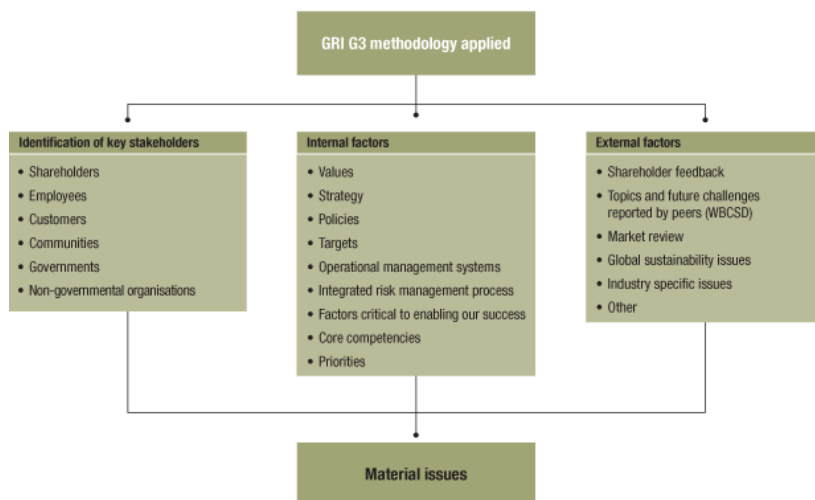 GRI G3 methodology applied
Identification of key stakeholders
• Shareholders
• Employees
• Customers
• Communities
• Governments
• Non-governmental organisations
Internal factors
• Values
• Strategy
• Policies
• Targets
• Operational management systems
• Integrated risk management process
• Factors critical to enabling our success
• Core competencies
• Priorities
External factors
• Shareholder feedback
• Topics and future challenges
reported by peers (WBCSD)
• Market review
• Global sustainability issues
• Industry specific issues
• Other
Material issues